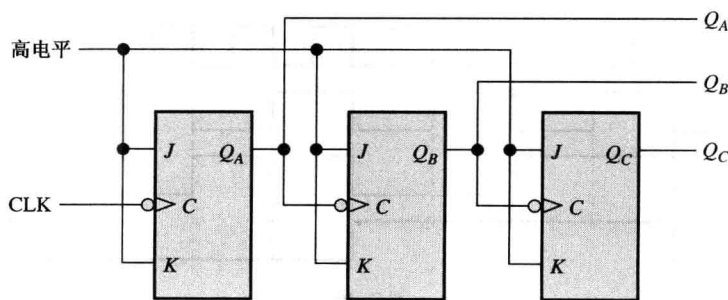 Q_A
高电平
Q_B
J Q_A J Q_B J Q_C Q_C
CLK C C C
K K K